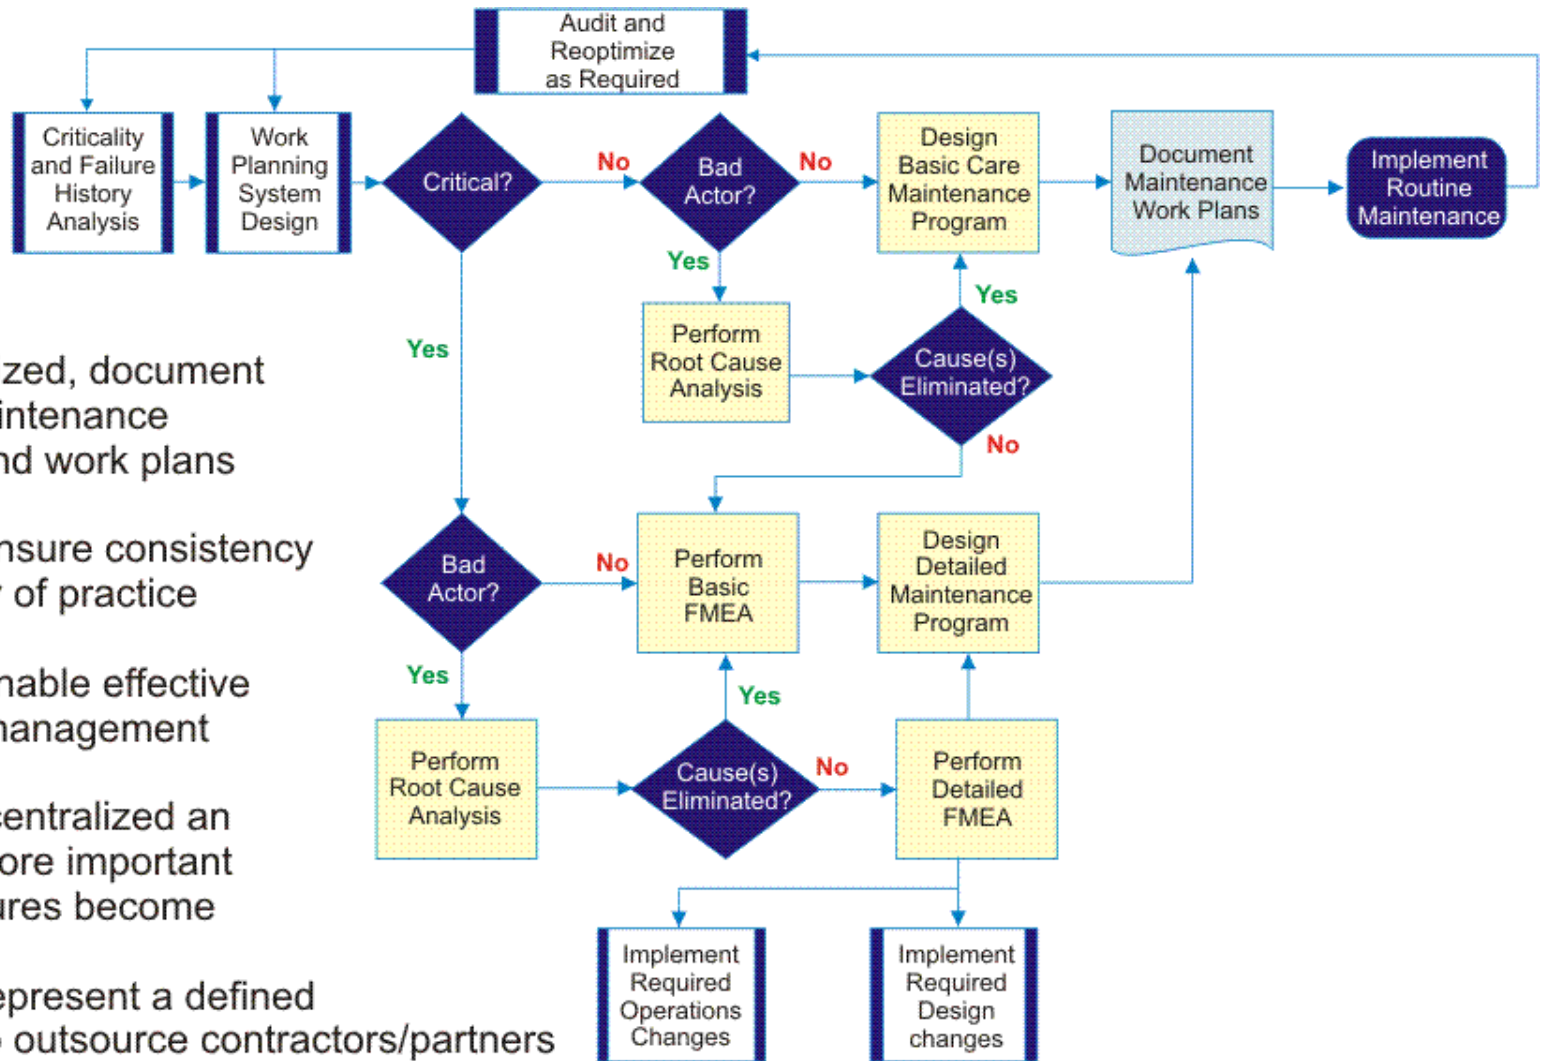 Audit and
Reoptimize
as Required
Criticality
and Failure
History
Analysis
Work
Planning
System
Design
Critical?
No
Bad
Actor?
No
Design
Basic Care
Maintenance
Program
Document
Maintenance
Work Plans
Implement
Routine
Maintenance
Yes
Perform
Root Cause
Analysis
Cause(s)
Eliminated?
Yes
No
Yes
zed, document
intenance
nd work plans
nsure consistency
of practice
nable effective
management
centralized an
ore important
ures become
epresent a defined
outsource contractors/partners
Bad
Actor?
No
Perform
Basic
FMEA
Design
Detailed
Maintenance
Program
Yes
Perform
Root Cause
Analysis
Cause(s)
Eliminated?
Yes
No
Perform
Detailed
FMEA
Implement
Required
Operations
Changes
Implement
Required
Design
changes